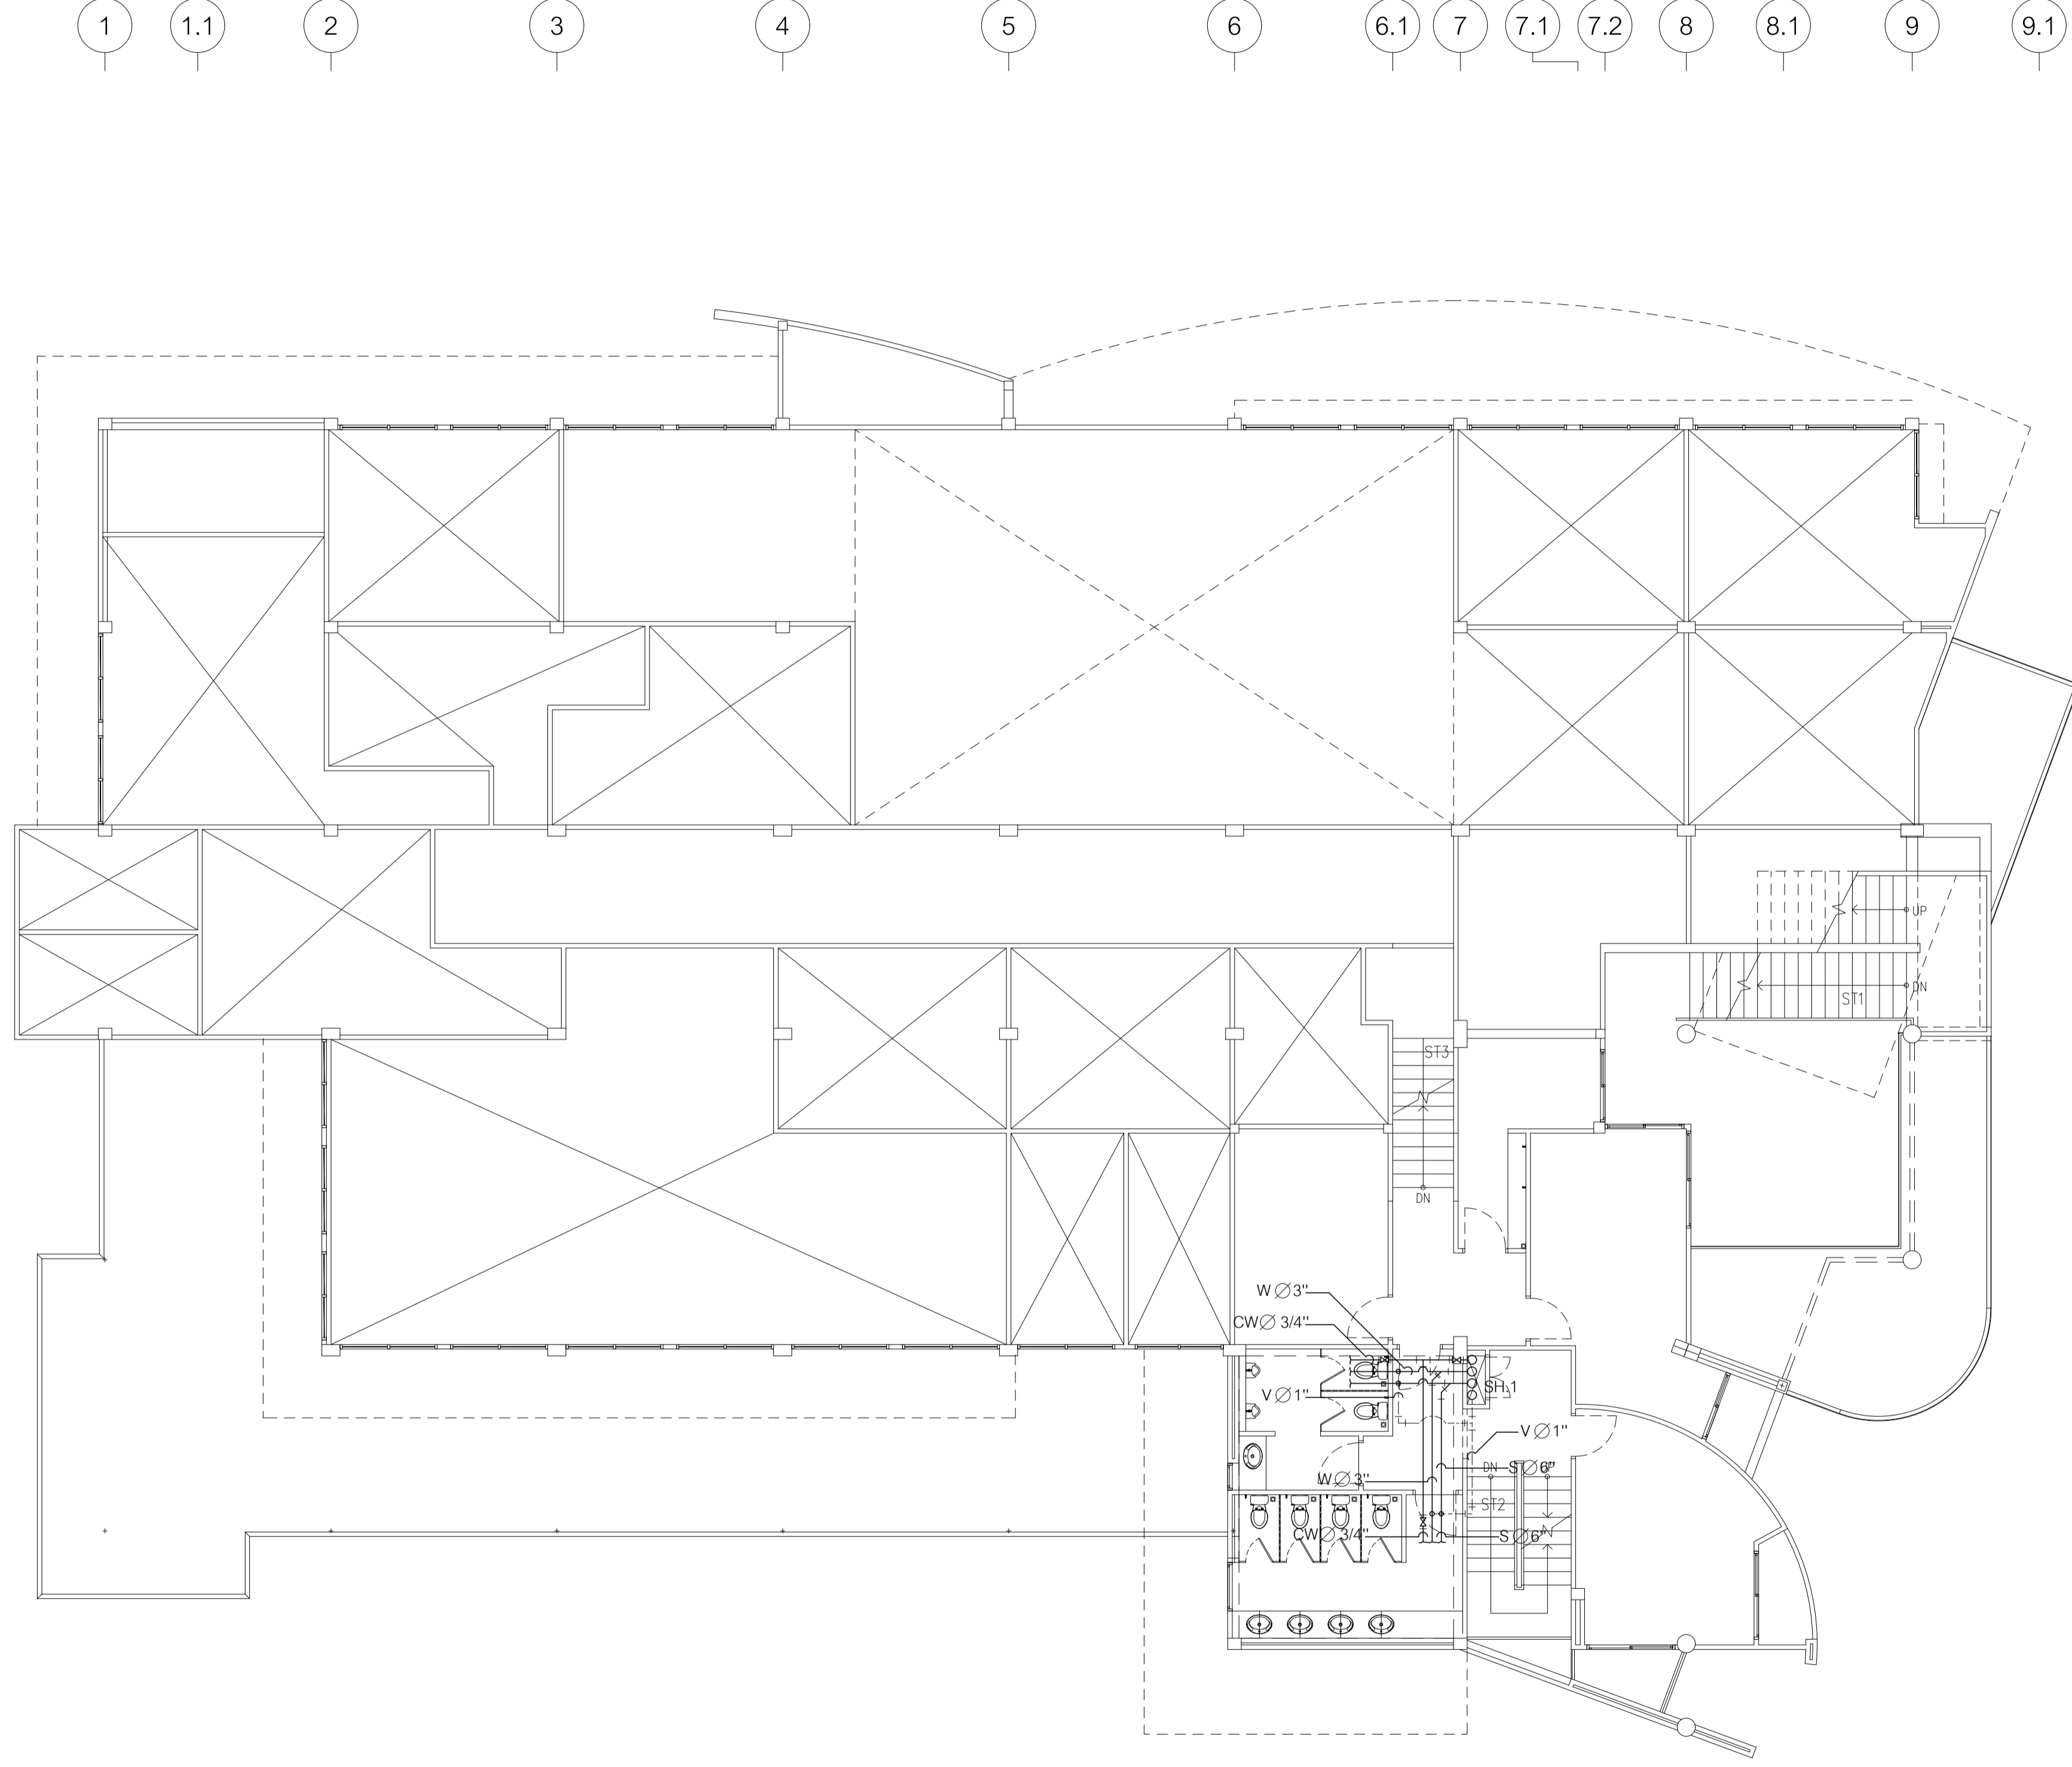 1 1.1 2 3 4 5 6 6.1 7 7.1 7.2 8 8.1 9 9.1
UP
DN
ST1
ST3
DN
W∅3"
CW∅ 3/4"
V∅1"
SH.1
V∅1"
DN
S∅6"
W∅3"
ST2
CW∅ 3/4"
S∅6"